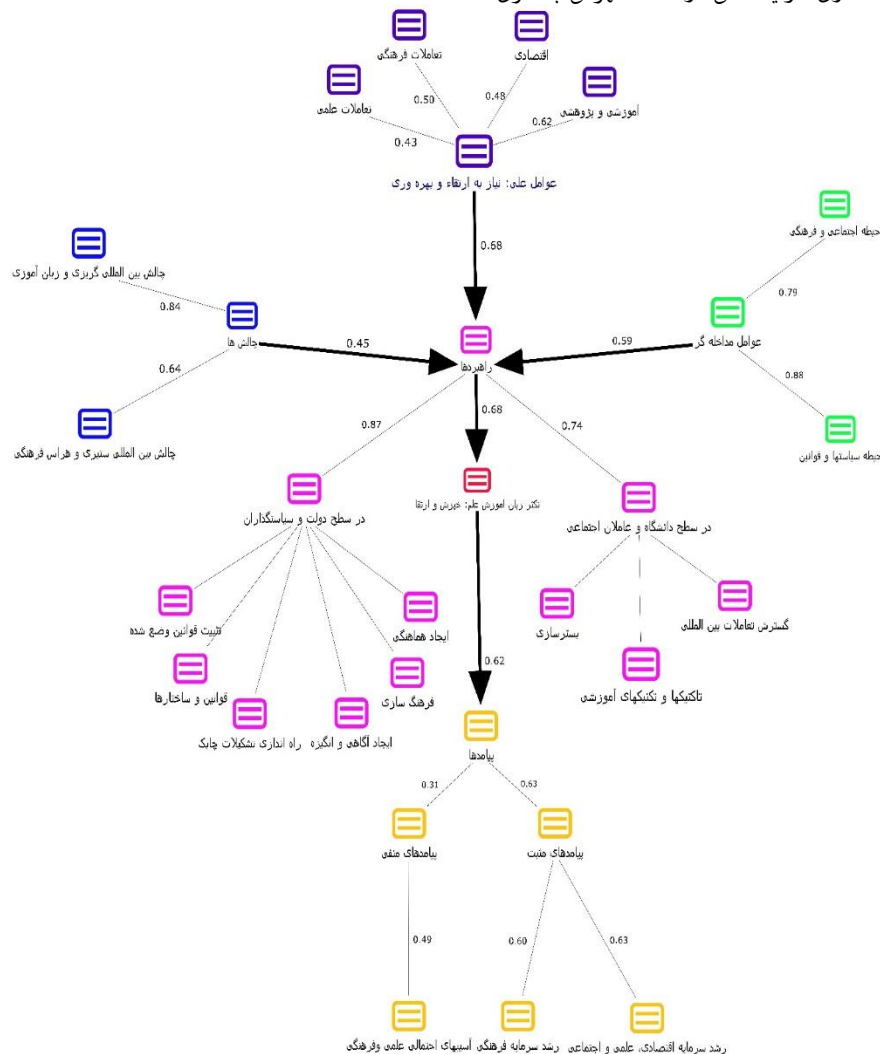 تعاملات فرهنگی
اقتصادی
تعاملات علمی
آموزشی و پژوهشی
0.50
0.48
0.43
0.62
عوامل علی: نیاز به ارتقاء و بهره وری
0.68
حیطه اجتماعی و فرهنگی
چالش بین المللی گریزی و زبان آموزی
0.79
0.84
چالش ها
عوامل مداخله گر
0.45
0.59
راهبردها
0.64
0.88
0.87
0.68
0.74
چالش بین المللی ستیزی و هراس فرهنگی
حیطه سیاستها و قوانین
تکثر زبان آموزش علم: خیزش و ارتقا
در سطح دولت و سیاستگذاران
در سطح دانشگاه و عاملان اجتماعی
تثبیت قوانین وضع شده
ایجاد هماهنگی
بسترسازی
گسترش تعاملات بین المللی
0.62
قوانین و ساختارها
فرهنگ سازی
تاکتیکها و تکنیکهای آموزشی
راه اندازی تشکیلات چابک
ایجاد آگاهی و انگیزه
پیامدها
0.31
0.63
پیامدهای منفی
پیامدهای مثبت
0.49
0.60
0.63
آسیبهای احتمالی علمی وفرهنگی
رشد سرمایه فرهنگی
رشد سرمایه اقتصادی، علمی و اجتماعی